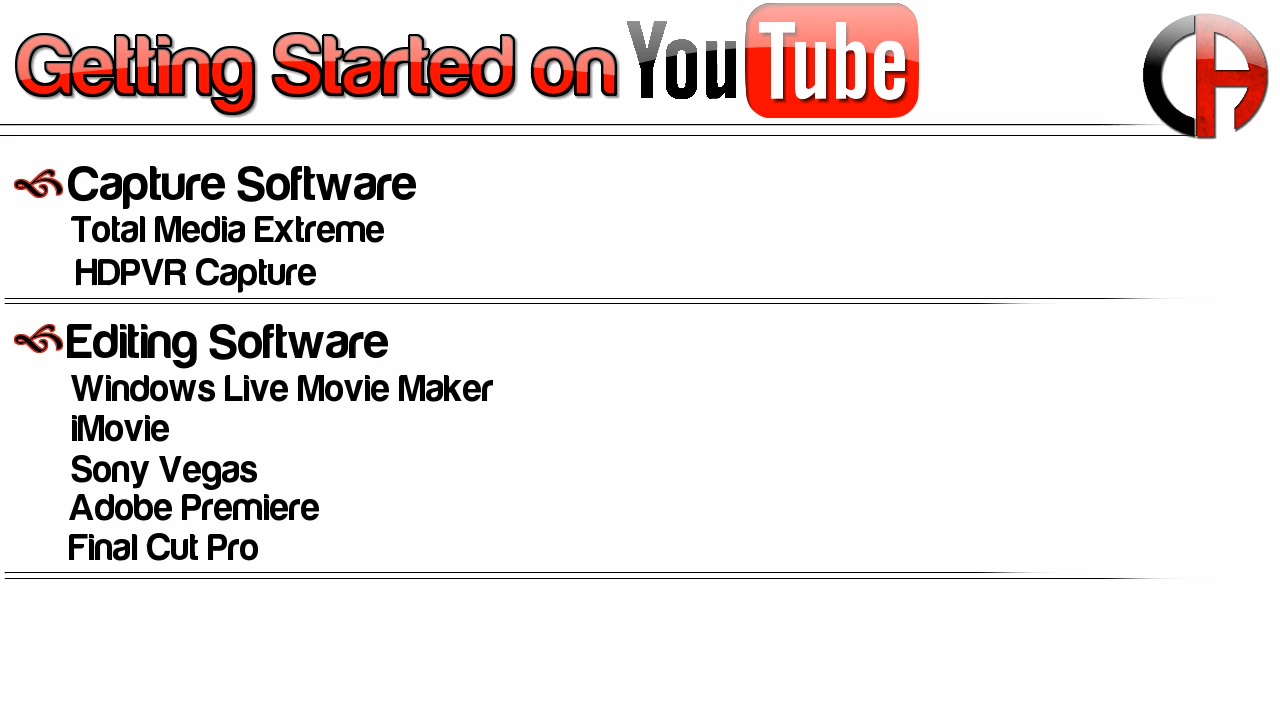 Getting Started on YouTube
CA
Capture Software
Total Media Extreme
HDPVR Capture
Editing Software
Windows Live Movie Maker
iMovie
Sony Vegas
Adobe Premiere
Final Cut Pro